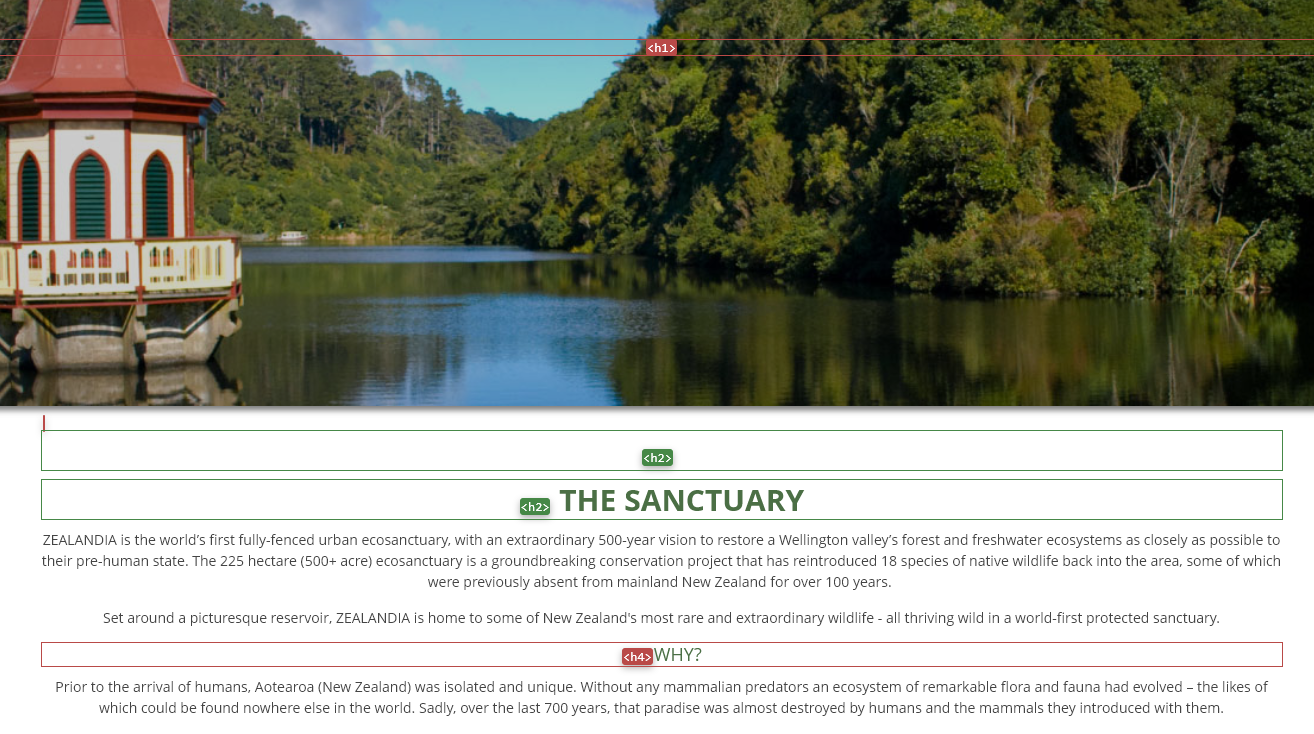 <h1>
<h2>
<h2> THE SANCTUARY
ZEALANDIA is the world’s first fully-fenced urban ecosanctuary, with an extraordinary 500-year vision to restore a Wellington valley’s forest and freshwater ecosystems as closely as possible to
their pre-human state. The 225 hectare (500+ acre) ecosanctuary is a groundbreaking conservation project that has reintroduced 18 species of native wildlife back into the area, some of which
were previously absent from mainland New Zealand for over 100 years.
Set around a picturesque reservoir, ZEALANDIA is home to some of New Zealand's most rare and extraordinary wildlife - all thriving wild in a world-first protected sanctuary.
<h4>WHY?
Prior to the arrival of humans, Aotearoa (New Zealand) was isolated and unique. Without any mammalian predators an ecosystem of remarkable flora and fauna had evolved – the likes of
which could be found nowhere else in the world. Sadly, over the last 700 years, that paradise was almost destroyed by humans and the mammals they introduced with them.